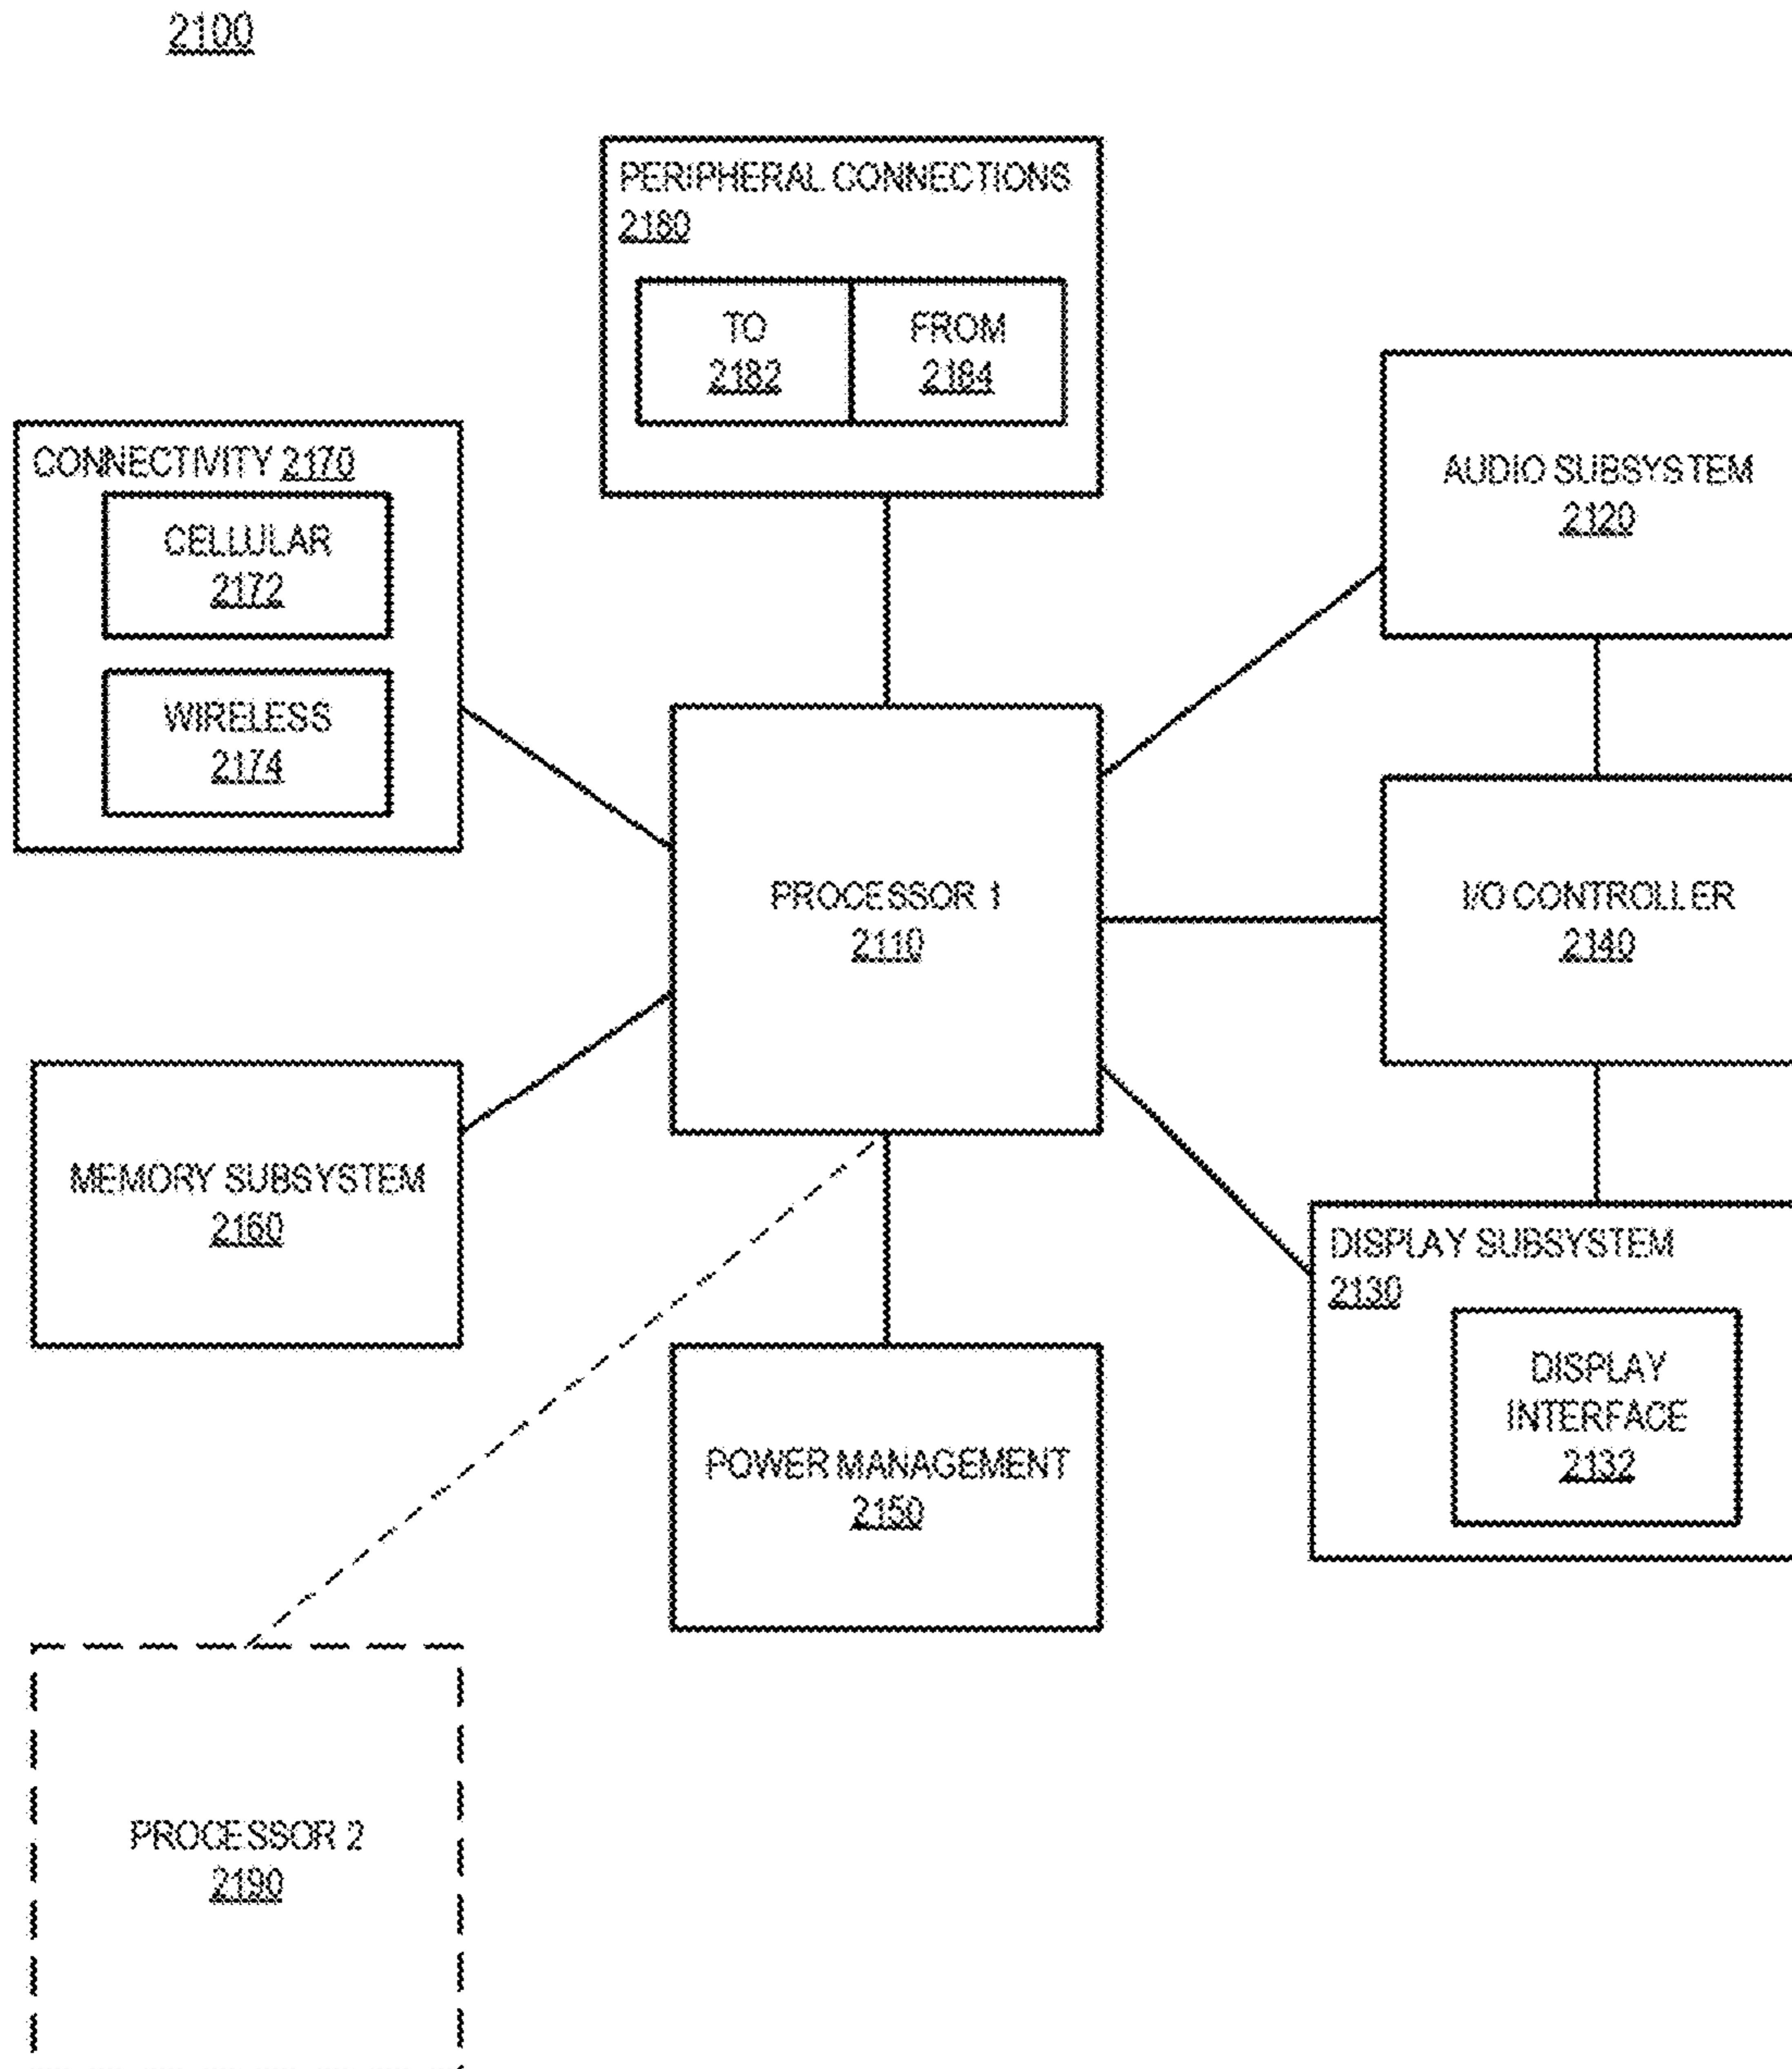 2100
PERIPHERAL CONNECTIONS
2180
TO
2182
FROM
2184
CONNECTIVITY 2170
CELLULAR
2172
WIRELESS
2174
AUDIO SUBSYSTEM
2120
PROCESSOR 1
2110
I/O CONTROLLER
2140
MEMORY SUBSYSTEM
2160
DISPLAY SUBSYSTEM
2130
DISPLAY
INTERFACE
2132
POWER MANAGEMENT
2150
PROCESSOR 2
2190